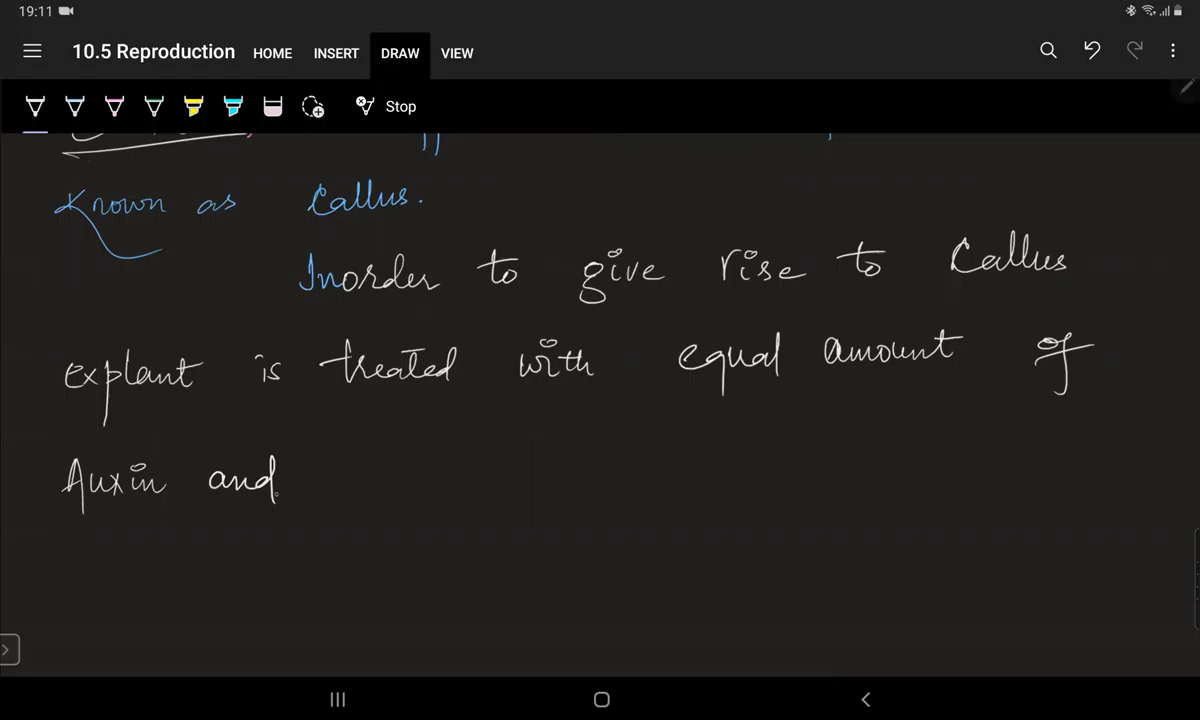 19:11
10.5 Reproduction HOME INSERT DRAW VIEW
Stop
Known as Callus.
Inorder to give rise to Callus
explant is treated with equal amount of
Auxin and